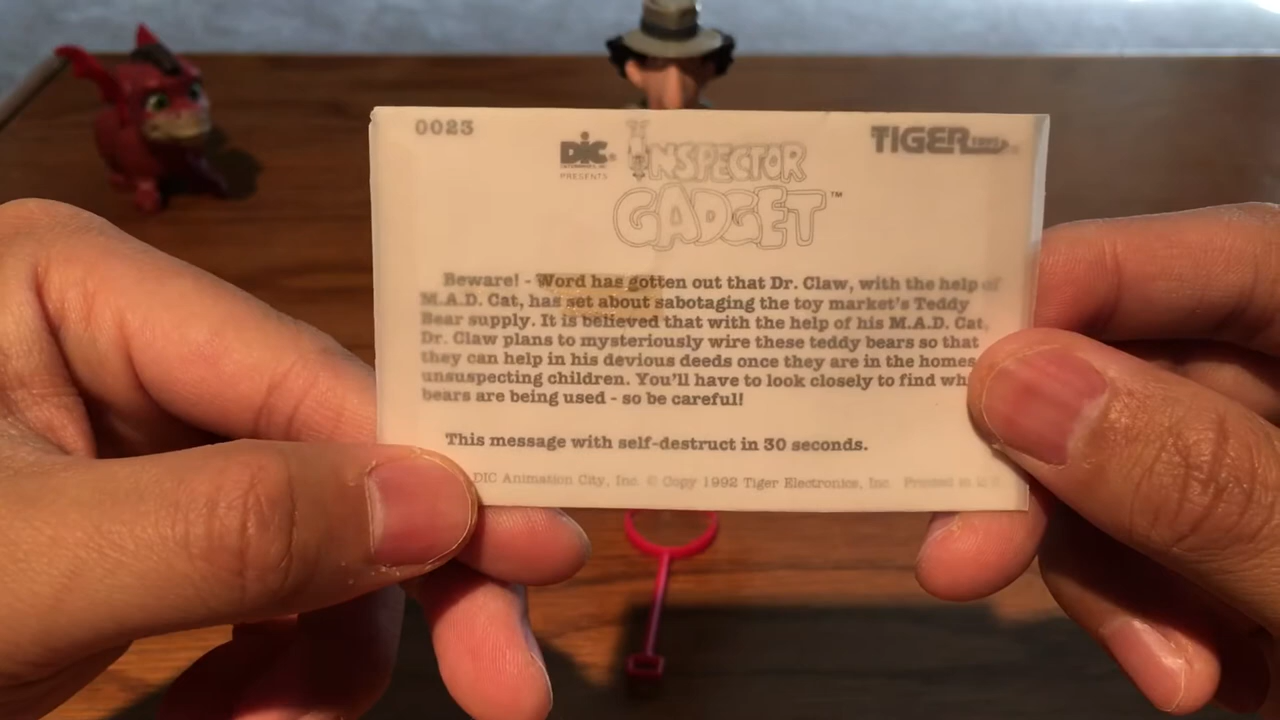 0023
DIC
PRESENTS
INSPECTOR
GADGET™
TIGER TOYS
Beware! - Word has gotten out that Dr. Claw, with the help of
M.A.D. Cat, has set about sabotaging the toy market's Teddy
Bear supply. It is believed that with the help of his M.A.D. Cat,
Dr. Claw plans to mysteriously wire these teddy bears so that
they can help in his devious deeds once they are in the homes
unsuspecting children. You'll have to look closely to find
bears are being used - so be careful!
This message with self-destruct in 30 seconds.
DIC Animation City, Inc. © Copy 1992 Tiger Electronics, Inc. Printed in